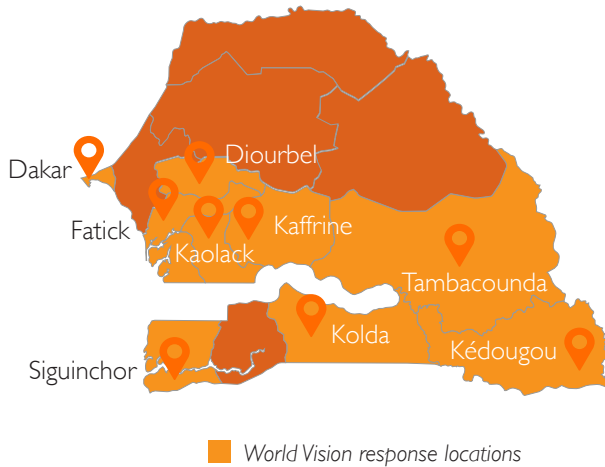 Diourbel
Dakar
Fatick
Kaffrine
Kaolack
Tambacounda
Kolda
Kédougou
Siguinchor
World Vision response locations